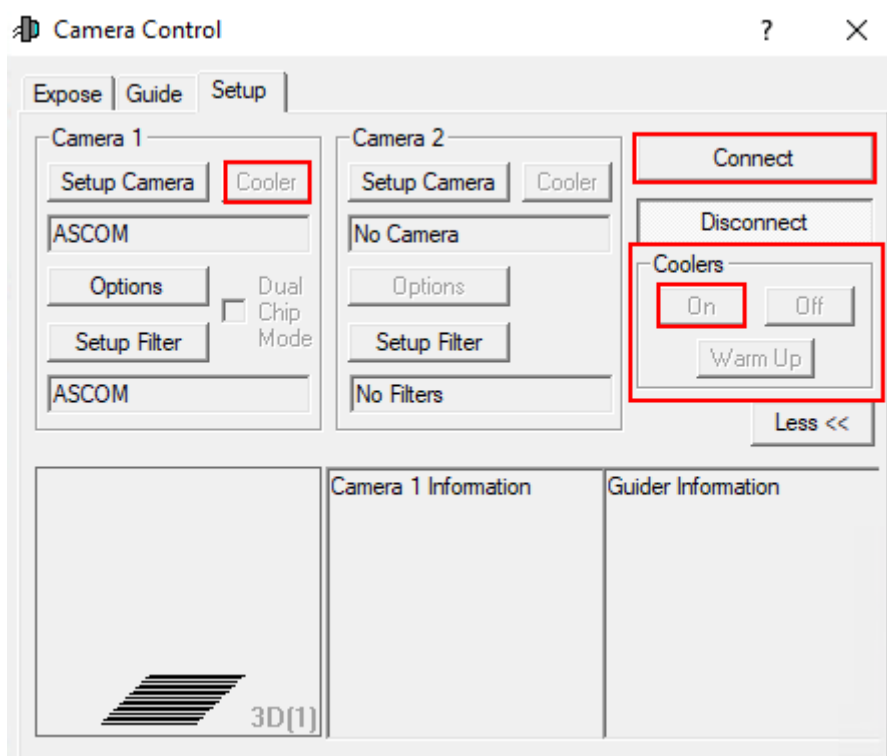 Camera Control
?
Expose
Guide
Setup
Camera 1
Setup Camera
Cooler
ASCOM
Options
Dual
Chip
Mode
Setup Filter
ASCOM
Camera 2
Setup Camera
Cooler
No Camera
Options
Setup Filter
No Filters
Connect
Disconnect
Coolers
On
Off
Warm Up
Less <<
3D(1)
Camera 1 Information
Guider Information